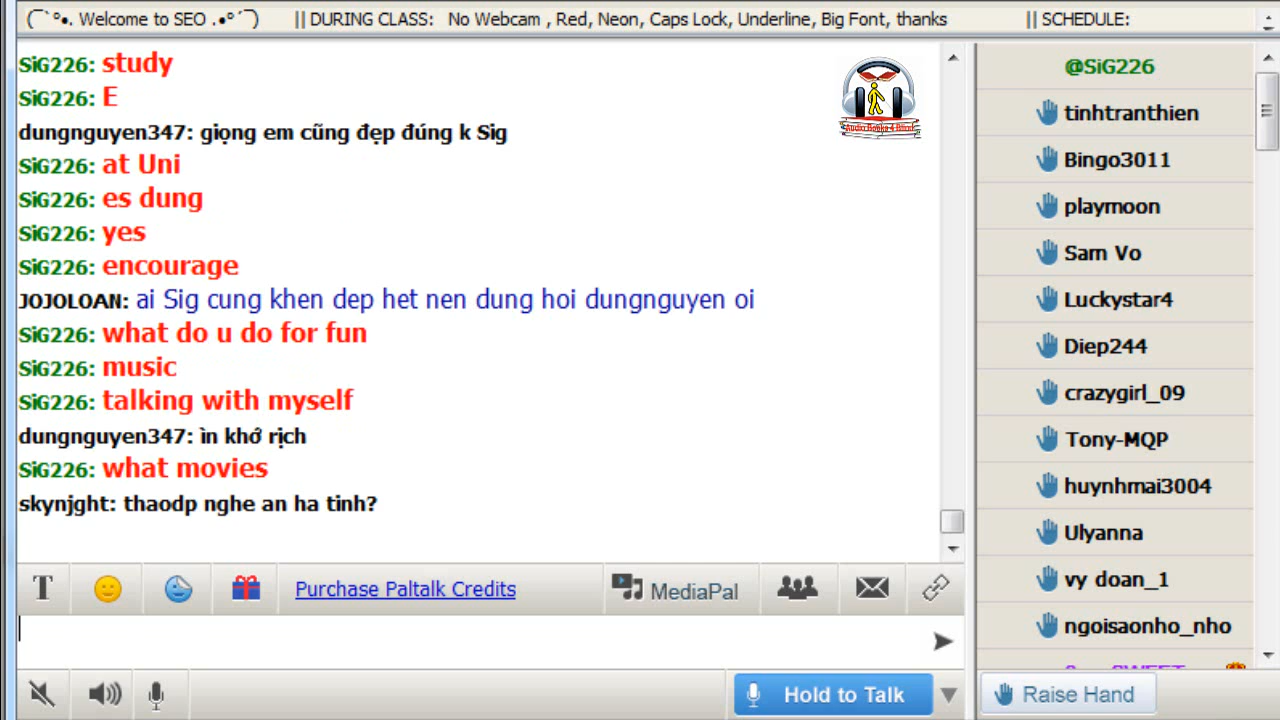 (¯`°•. Welcome to SEO .•°´¯) || DURING CLASS: No Webcam , Red, Neon, Caps Lock, Underline, Big Font, thanks || SCHEDULE:
SiG226: study
SiG226: E
dungnguyen347: giọng em cũng đẹp đúng k Sig
SiG226: at Uni
SiG226: es dung
SiG226: yes
SiG226: encourage
JOJOLOAN: ai Sig cung khen dep het nen dung hoi dungnguyen oi
SiG226: what do u do for fun
SiG226: music
SiG226: talking with myself
dungnguyen347: ìn khớ rịch
SiG226: what movies
skynjght: thaodp nghe an ha tinh?
T
Purchase Paltalk Credits
MediaPal
Hold to Talk
@SiG226
tinhtranthien
Bingo3011
playmoon
Sam Vo
Luckystar4
Diep244
crazygirl_09
Tony-MQP
huynhmai3004
Ulyanna
vy doan_1
ngoisaonho_nho
Raise Hand